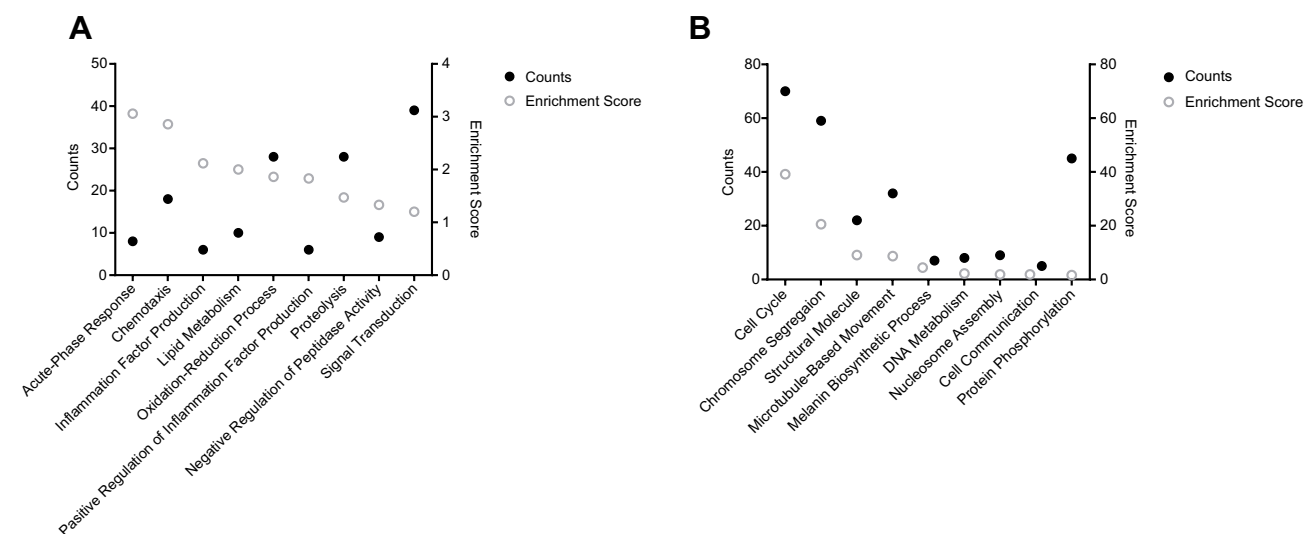 A
50
40
30
20
10
0
Counts
4
3
2
1
0
Enrichment Score
Counts
Enrichment Score
Acute-Phase Response
Chemotaxis
Inflammation Factor Production
Lipid Metabolism
Oxidation-Reduction Process
Pasitive Regulation of Inflammation Factor Production
Proteolysis
Negative Regulation of Peptidase Activity
Signal Transduction
B
80
60
40
20
0
Counts
80
60
40
20
0
Enrichment Score
Counts
Enrichment Score
Cell Cycle
Chromosome Segregaion
Structural Molecule
Microtubule-Based Movement
Melanin Biosynthetic Process
DNA Metabolism
Nucleosome Assembly
Cell Communication
Protein Phosphorylation